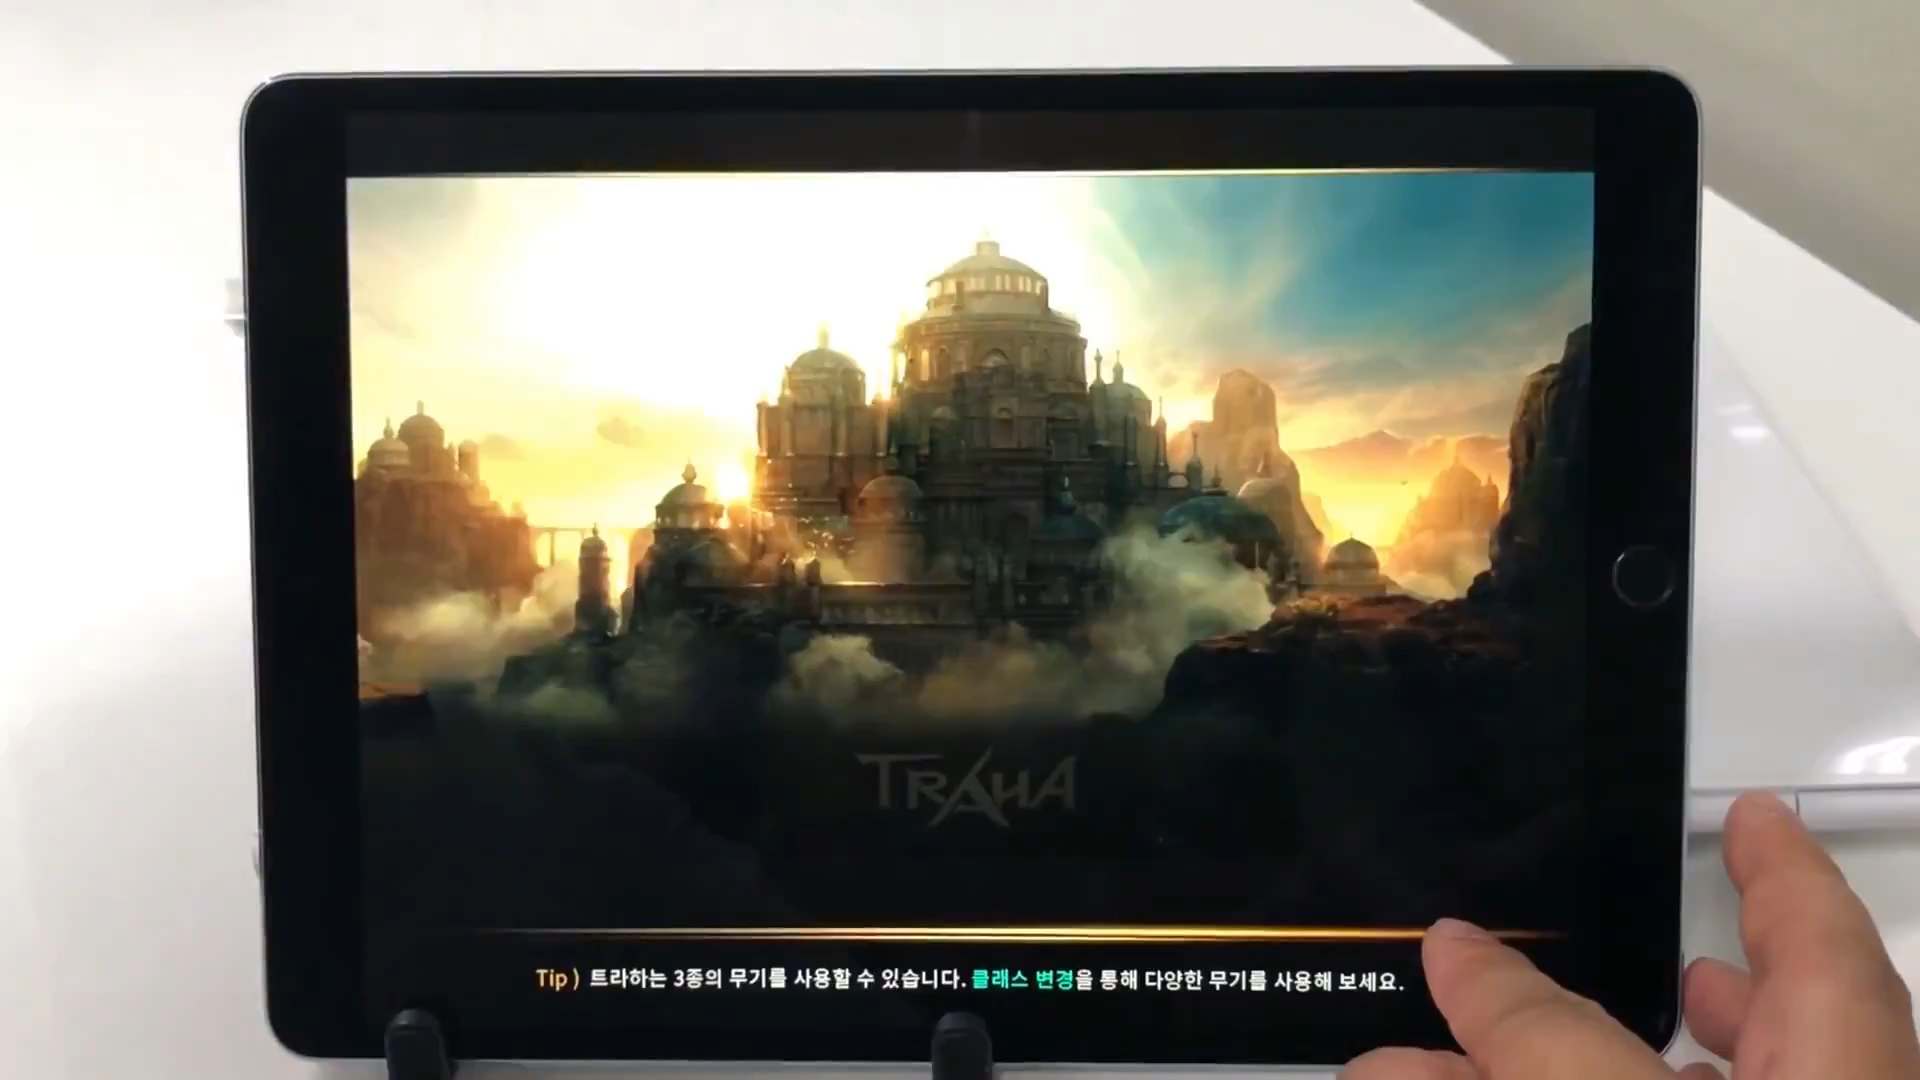 TRAHA
Tip ) 트라하는 3종의 무기를 사용할 수 있습니다. 클래스 변경을 통해 다양한 무기를 사용해 보세요.